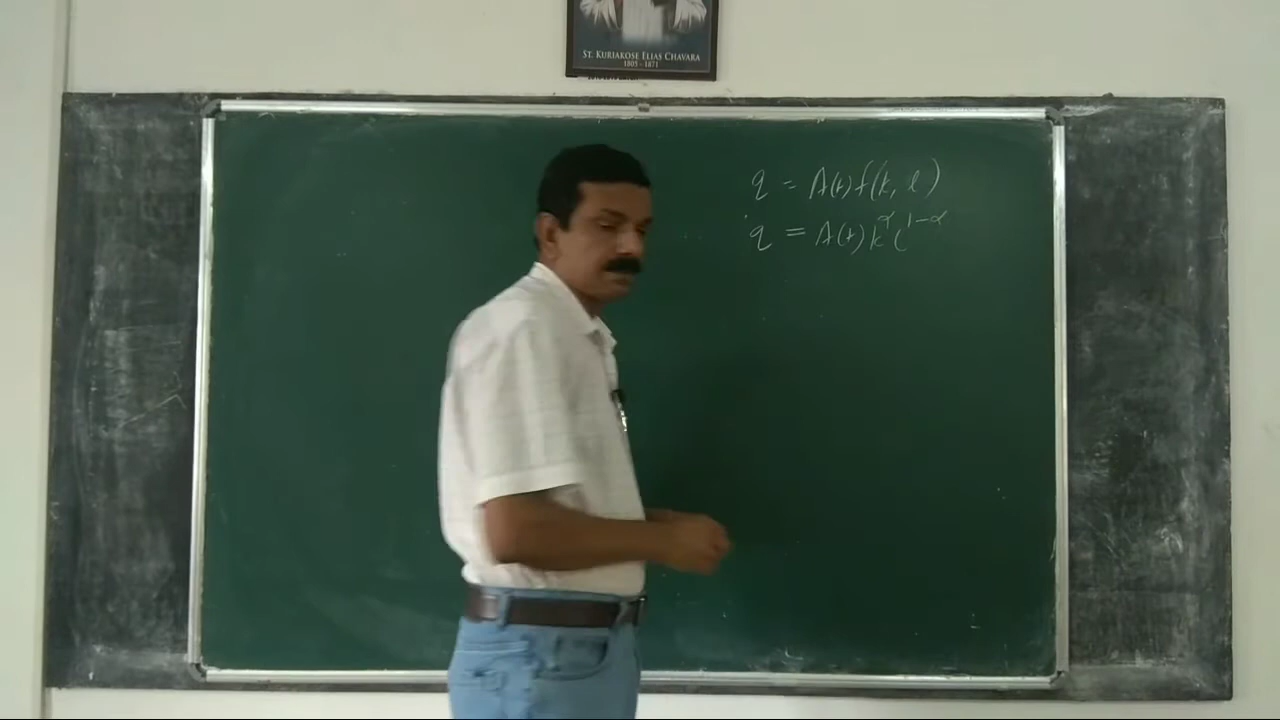 ST. KURIAKOSE ELIAS CHAVARA
1805 - 1871
q = A(t) f(k, l)
q = A(t) k^α l^1-α